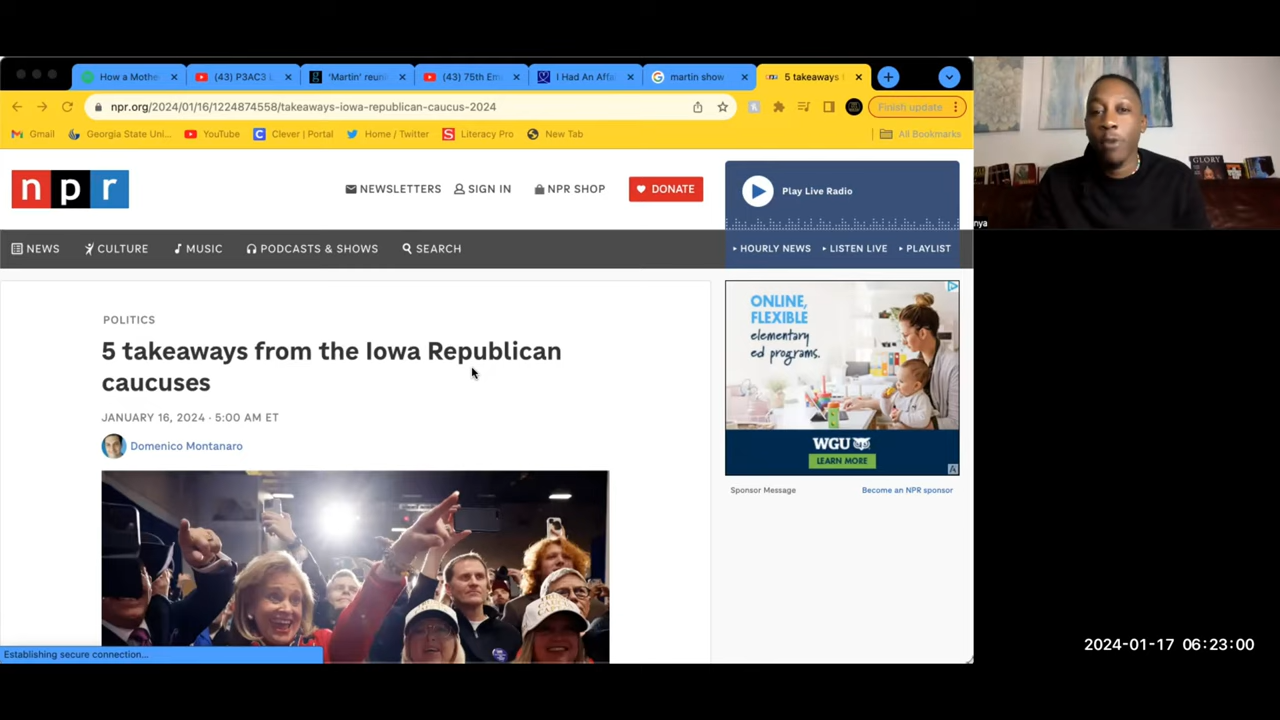 How a Mothe
(43) P3AC3
'Martin' reun
(43) 75th Em
I Had An Affa
martin show
5 takeaways
npr.org/2024/01/16/1224874558/takeaways-iowa-republican-caucus-2024
Finish update
Gmail
Georgia State Uni...
YouTube
Clever | Portal
Home / Twitter
Literacy Pro
New Tab
All Bookmarks
npr
NEWSLETTERS
SIGN IN
NPR SHOP
DONATE
Play Live Radio
NEWS
CULTURE
MUSIC
PODCASTS & SHOWS
SEARCH
HOURLY NEWS
LISTEN LIVE
PLAYLIST
POLITICS
5 takeaways from the Iowa Republican
caucuses
JANUARY 16, 2024 · 5:00 AM ET
Domenico Montanaro
ONLINE,
FLEXIBLE
elementary
ed programs.
WGU
LEARN MORE
Sponsor Message
Become an NPR sponsor
Establishing secure connection...
nya
GLORY
2024-01-17 06:23:00